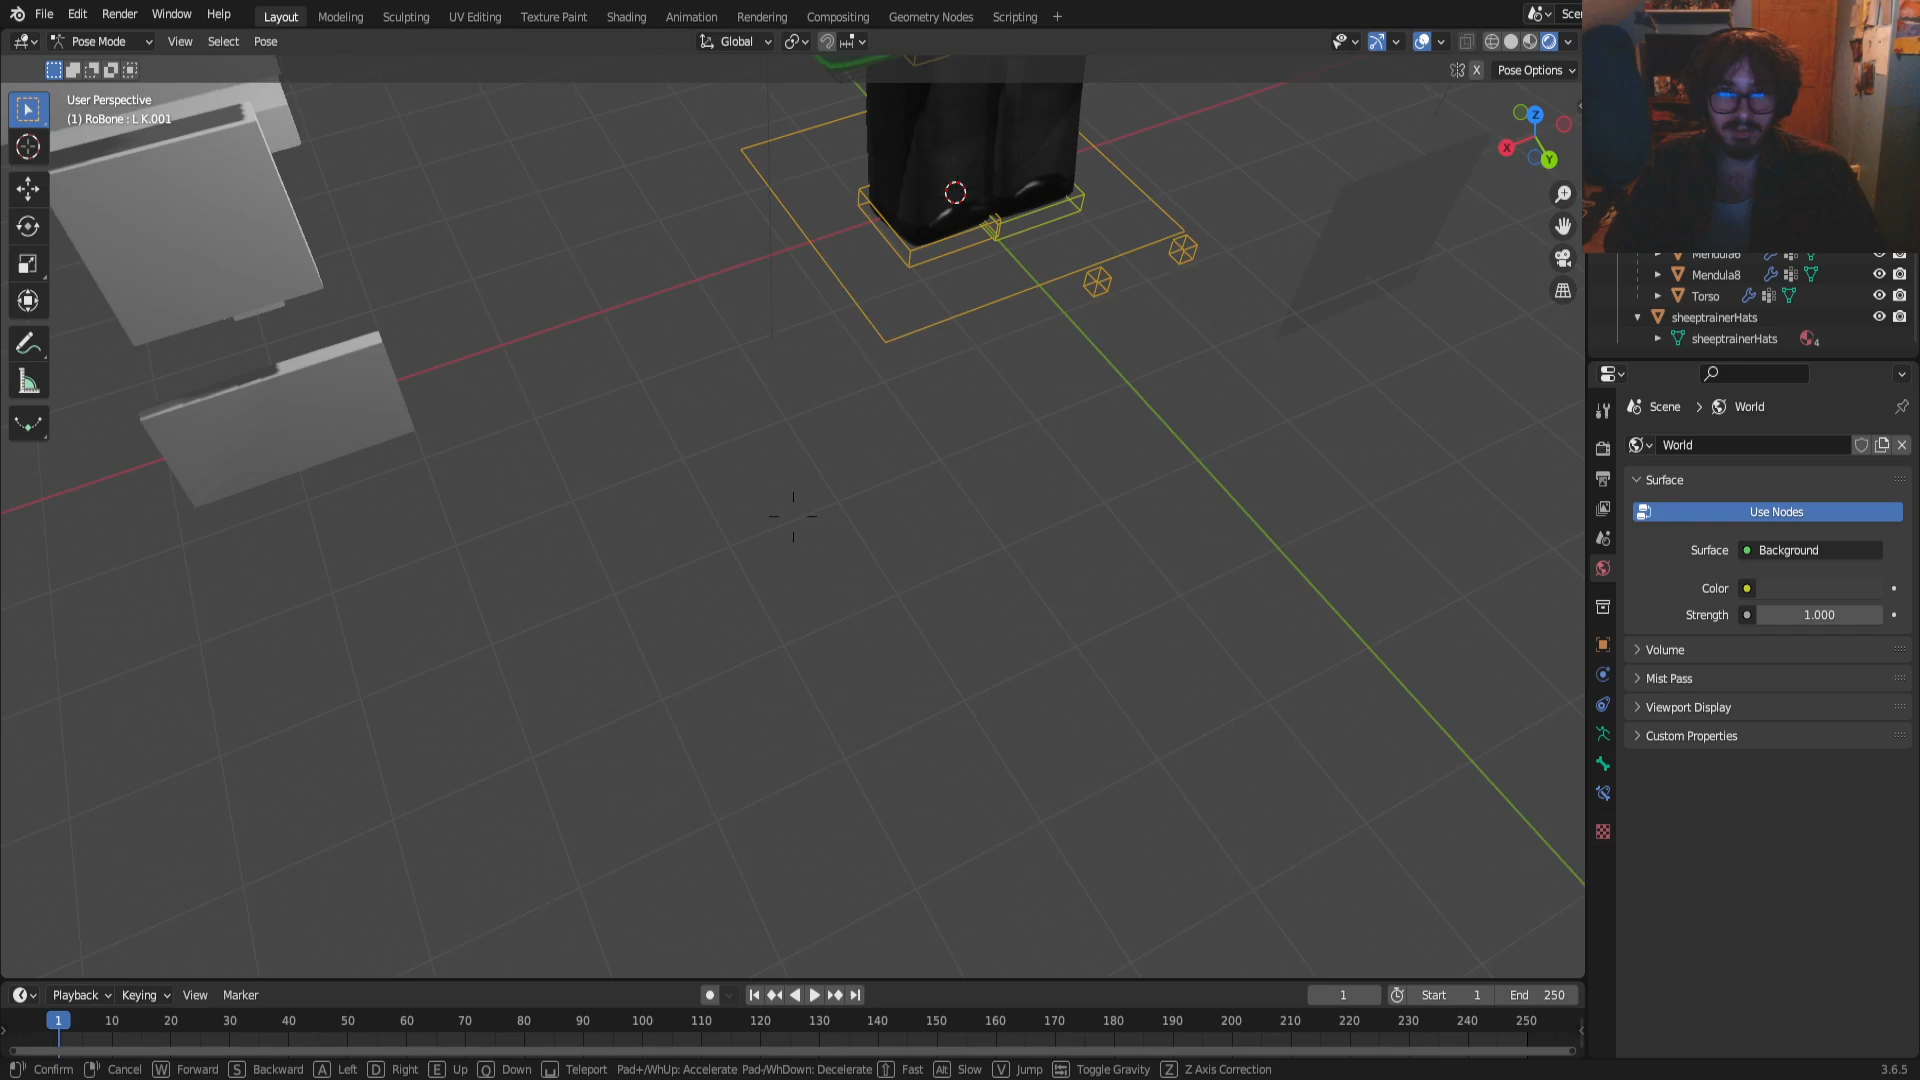 File Edit Render Window Help
Layout Modeling Sculpting UV Editing Texture Paint Shading Animation Rendering Compositing Geometry Nodes Scripting +
Pose Mode View Select Pose Global
X Pose Options
User Perspective
(1) RoBone : L K.001
Z
X
Y
Mendula8
Torso
sheeptrainerHats
sheeptrainerHats 4
Scene > World
World
Surface
Use Nodes
Surface Background
Color
Strength 1.000
Volume
Mist Pass
Viewport Display
Custom Properties
Playback Keying View Marker 1 Start 1 End 250
1 10 20 30 40 50 60 70 80 90 100 110 120 130 140 150 160 170 180 190 200 210 220 230 240 250
Confirm Cancel W Forward S Backward A Left D Right E Up Q Down Teleport Pad+/WhUp: Accelerate Pad-/WhDown: Decelerate Fast Alt Slow V Jump Toggle Gravity Z Z Axis Correction 3.6.5